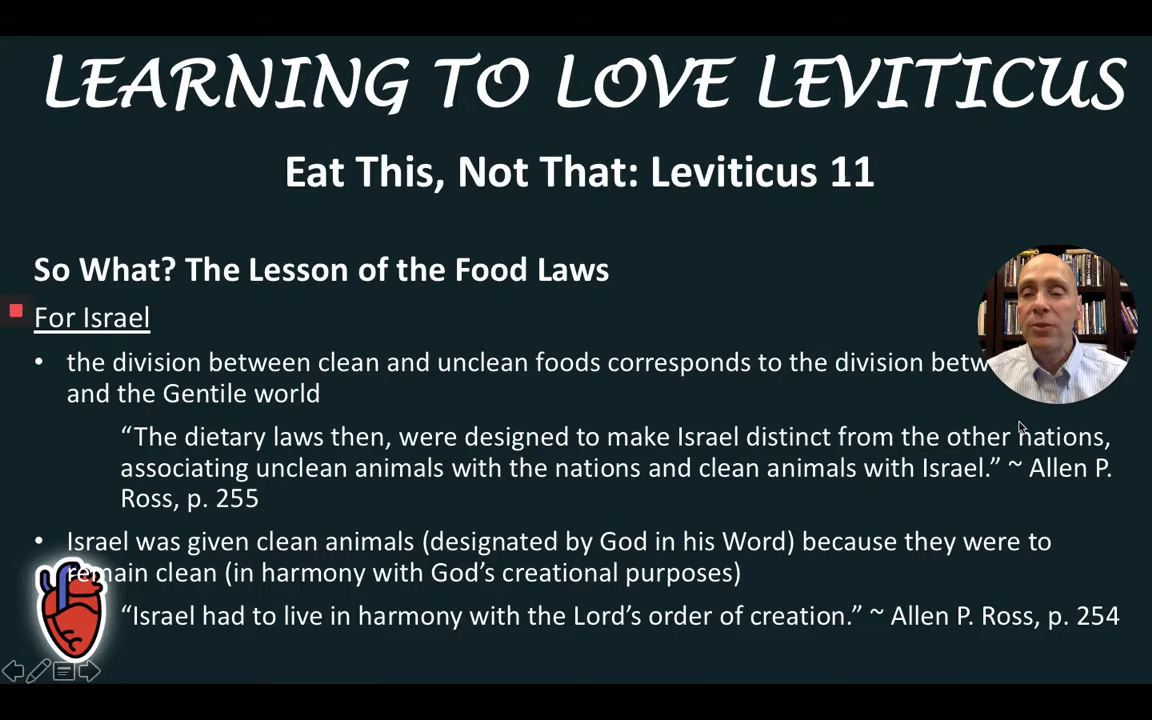 LEARNING TO LOVE LEVITICUS
Eat This, Not That: Leviticus 11
So What? The Lesson of the Food Laws
For Israel
• the division between clean and unclean foods corresponds to the division
and the Gentile world
“The dietary laws then, were designed to make Israel distinct from the other nations,
associating unclean animals with the nations and clean animals with Israel.” ~ Allen P.
Ross, p. 255
• Israel was given clean animals (designated by God in his Word) because they were to
remain clean (in harmony with God’s creational purposes)
“Israel had to live in harmony with the Lord’s order of creation.” ~ Allen P. Ross, p. 254